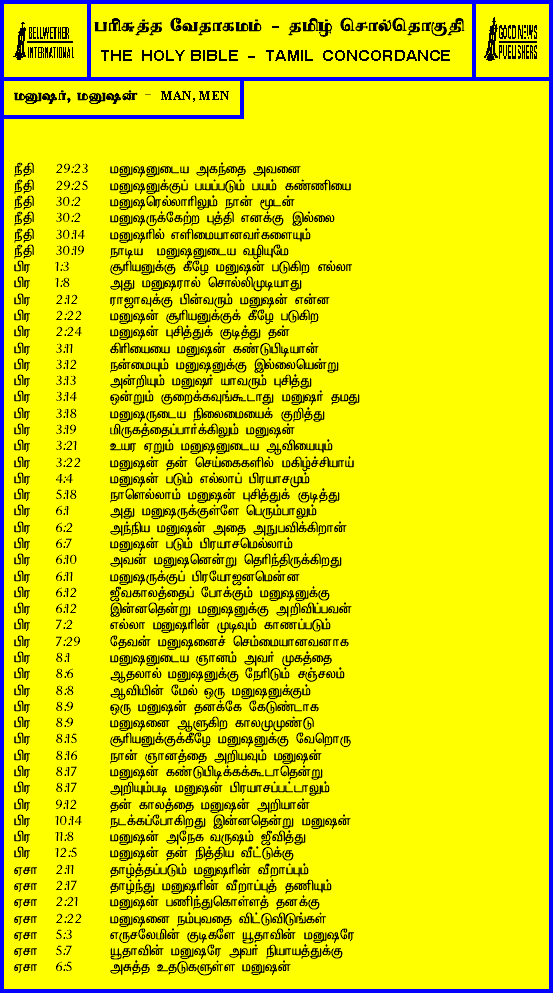 BELLWETHER
INTERNATIONAL
பரிசுத்த வேதாகமம் - தமிழ் சொல்தொகுதி
THE HOLY BIBLE - TAMIL CONCORDANCE
GOOD NEWS
PUBLISHERS
மனுஷர், மனுஷன் - MAN, MEN
நீதி 29:23 மனுஷனுடைய அகந்தை அவனை
நீதி 29:25 மனுஷனுக்குப் பயப்படும் பயம் கண்ணியை
நீதி 30:2 மனுஷரெல்லாரிலும் நான் மூடன்
நீதி 30:2 மனுஷருக்கேற்ற புத்தி எனக்கு இல்லை
நீதி 30:14 மனுஷரில் எளிமையானவர்களையும்
நீதி 30:19 நாடிய மனுஷனுடைய வழியுமே
பிர 1:3 சூரியனுக்கு கீழே மனுஷன் படுகிற எல்லா
பிர 1:8 அது மனுஷரால் சொல்லிமுடியாது
பிர 2:12 ராஜாவுக்கு பின்வரும் மனுஷன் என்ன
பிர 2:22 மனுஷன் சூரியனுக்குக் கீழே படுகிற
பிர 2:24 மனுஷன் புசித்துக் குடித்து தன்
பிர 3:11 கிரியையை மனுஷன் கண்டுபிடியான்
பிர 3:12 நன்மையும் மனுஷனுக்கு இல்லையென்று
பிர 3:13 அன்றியும் மனுஷர் யாவரும் புசித்து
பிர 3:14 ஒன்றும் குறைக்கவுங்கூடாது மனுஷர் தமது
பிர 3:18 மனுஷருடைய நிலைமையைக் குறித்து
பிர 3:19 மிருகத்தைப்பார்க்கிலும் மனுஷன்
பிர 3:21 உயர ஏறும் மனுஷனுடைய ஆவியையும்
பிர 3:22 மனுஷன் தன் செய்கைகளில் மகிழ்ச்சியாய்
பிர 4:4 மனுஷன் படும் எல்லாப் பிரயாசமும்
பிர 5:18 நாளெல்லாம் மனுஷன் புசித்துக் குடித்து
பிர 6:1 அது மனுஷருக்குள்ளே பெரும்பாலும்
பிர 6:2 அந்நிய மனுஷன் அதை அநுபவிக்கிறான்
பிர 6:7 மனுஷன் படும் பிரயாசமெல்லாம்
பிர 6:10 அவன் மனுஷனென்று தெரிந்திருக்கிறது
பிர 6:11 மனுஷருக்குப் பிரயோஜனமென்ன
பிர 6:12 ஜீவகாலத்தைப் போக்கும் மனுஷனுக்கு
பிர 6:12 இன்னதென்று மனுஷனுக்கு அறிவிப்பவன்
பிர 7:2 எல்லா மனுஷரின் முடிவும் காணப்படும்
பிர 7:29 தேவன் மனுஷனைச் செம்மையானவனாக
பிர 8:1 மனுஷனுடைய ஞானம் அவர் முகத்தை
பிர 8:6 ஆதலால் மனுஷனுக்கு நேரிடும் சஞ்சலம்
பிர 8:8 ஆவியின் மேல் ஒரு மனுஷனுக்கும்
பிர 8:9 ஒரு மனுஷன் தனக்கே கேடுண்டாக
பிர 8:9 மனுஷனை ஆளுகிற காலமுமுண்டு
பிர 8:15 சூரியனுக்குக்கீழே மனுஷனுக்கு வேறொரு
பிர 8:16 நான் ஞானத்தை அறியவும் மனுஷன்
பிர 8:17 மனுஷன் கண்டுபிடிக்கக்கூடாதென்று
பிர 8:17 அறியும்படி மனுஷன் பிரயாசப்பட்டாலும்
பிர 9:12 தன் காலத்தை மனுஷன் அறியான்
பிர 10:14 நடக்கப்போகிறது இன்னதென்று மனுஷன்
பிர 11:8 மனுஷன் அநேக வருஷம் ஜீவித்து
பிர 12:5 மனுஷன் தன் நித்திய வீட்டுக்கு
ஏசா 2:11 தாழ்த்தப்படும் மனுஷரின் வீறாப்பும்
ஏசா 2:17 தாழ்ந்து மனுஷரின் வீறாப்புத் தணியும்
ஏசா 2:21 மனுஷன் பணிந்துகொள்ளத் தனக்கு
ஏசா 2:22 மனுஷனை நம்புவதை விட்டுவிடுங்கள்
ஏசா 5:3 எருசலேமின் குடிகளே யூதாவின் மனுஷரே
ஏசா 5:7 யூதாவின் மனுஷரே அவர் நியாயத்துக்கு
ஏசா 6:5 அசுத்த உதடுகளுள்ள மனுஷன்